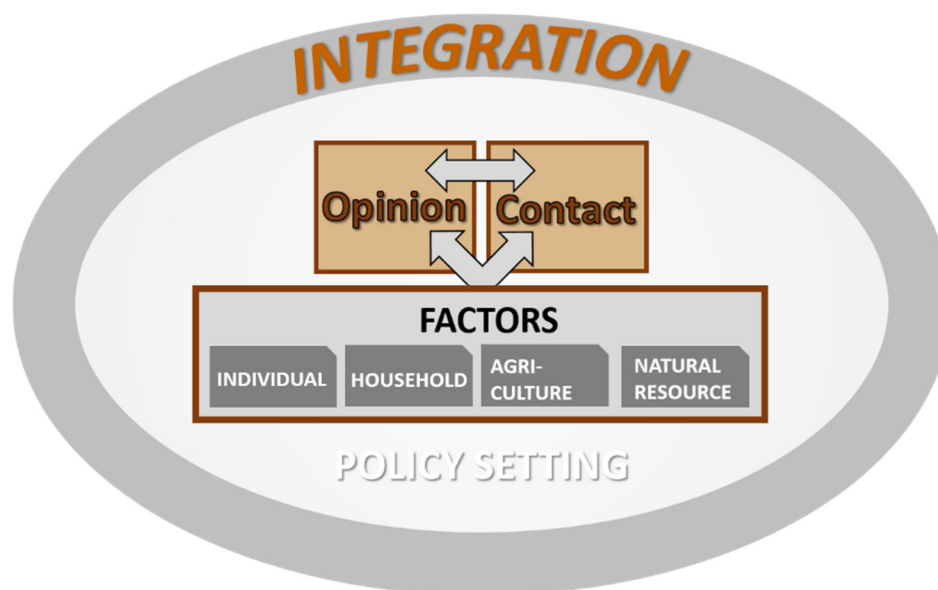 INTEGRATION
Opinion Contact
FACTORS
INDIVIDUAL
HOUSEHOLD
AGRI-
CULTURE
NATURAL
RESOURCE
POLICY SETTING